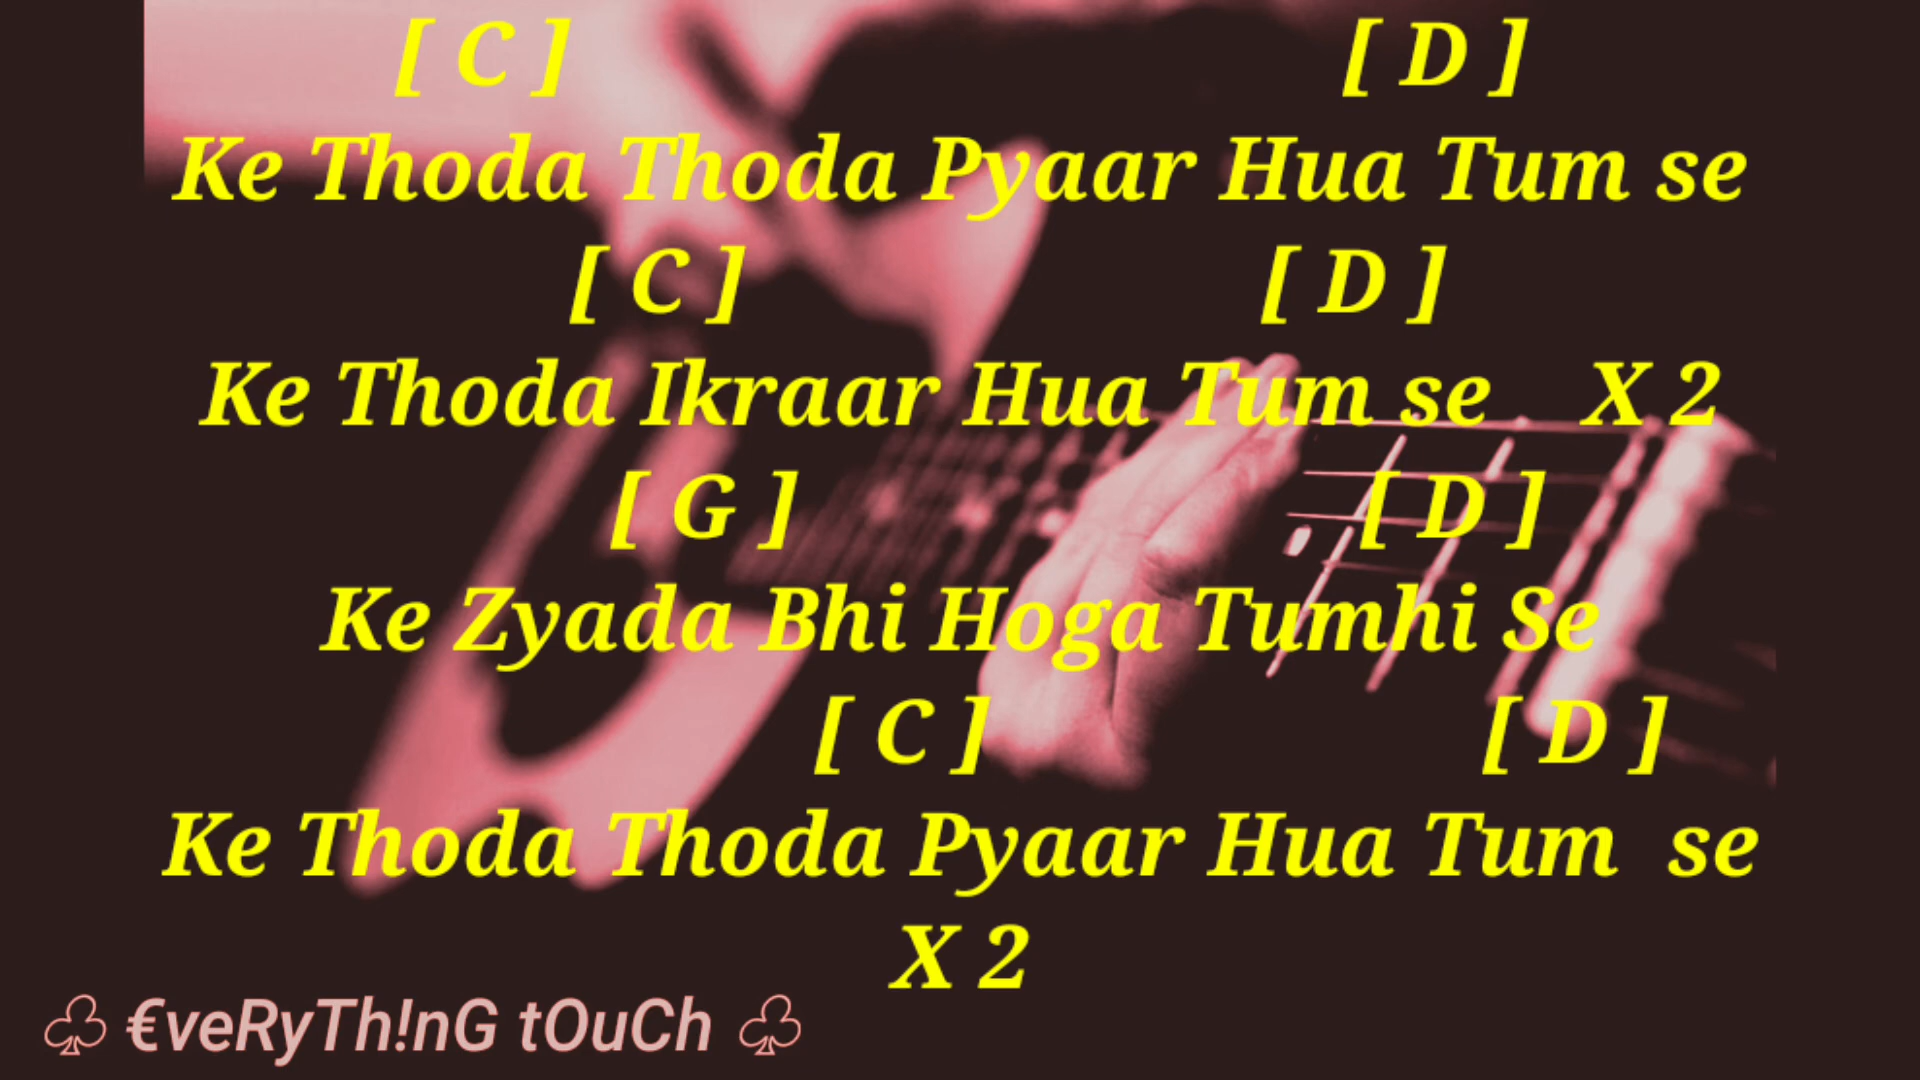 [ C ] [ D ]
Ke Thoda Thoda Pyaar Hua Tum se
[ C ] [ D ]
Ke Thoda Ikraar Hua Tum se X 2
[ G ] [ D ]
Ke Zyada Bhi Hoga Tumhi Se
[ C ] [ D ]
Ke Thoda Thoda Pyaar Hua Tum se
X 2
♧ €veRyTh!nG tOuCh ♧